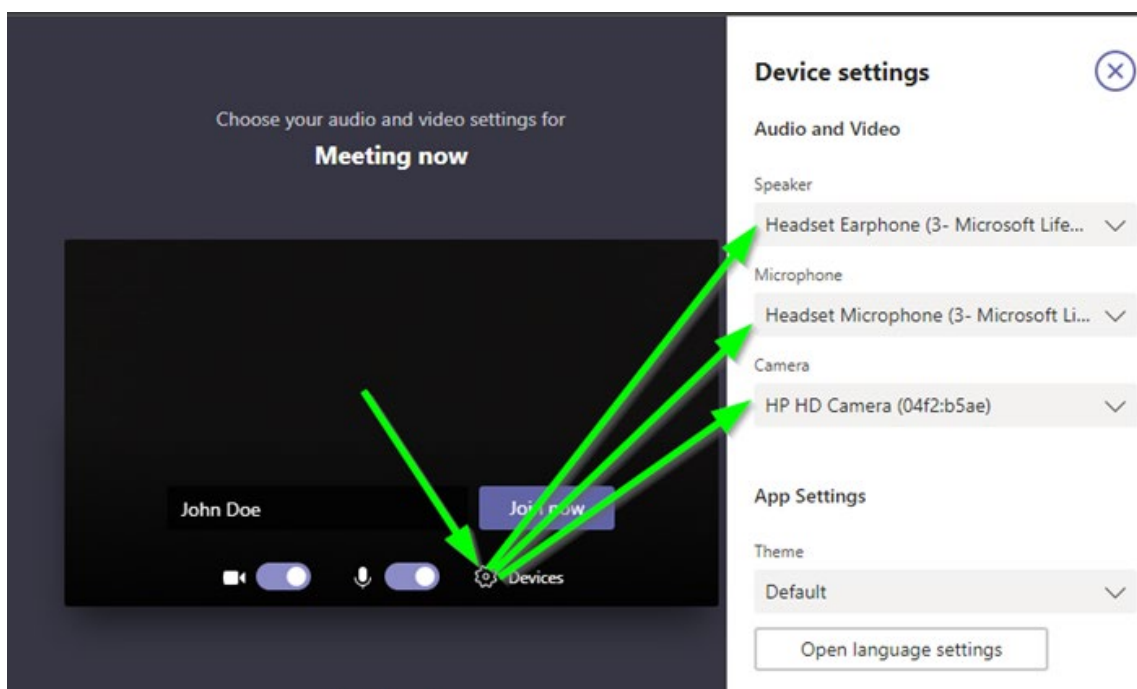 Choose your audio and video settings for
Meeting now
John Doe
Join now
Devices
Device settings
Audio and Video
Speaker
Headset Earphone (3- Microsoft Life...
Microphone
Headset Microphone (3- Microsoft Li...
Camera
HP HD Camera (04f2:b5ae)
App Settings
Theme
Default
Open language settings